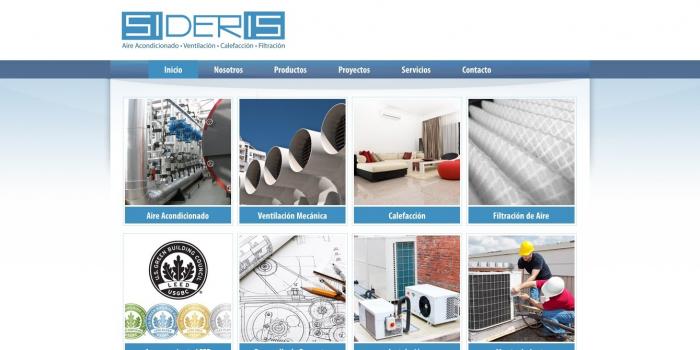 SIDERIS
Aire Acondicionado • Ventilación • Calefacción • Filtración
Inicio Nosotros Productos Proyectos Servicios Contacto
Aire Acondicionado Ventilación Mecánica Calefacción Filtración de Aire
U.S. GREEN BUILDING COUNCIL
LEED
USGBC